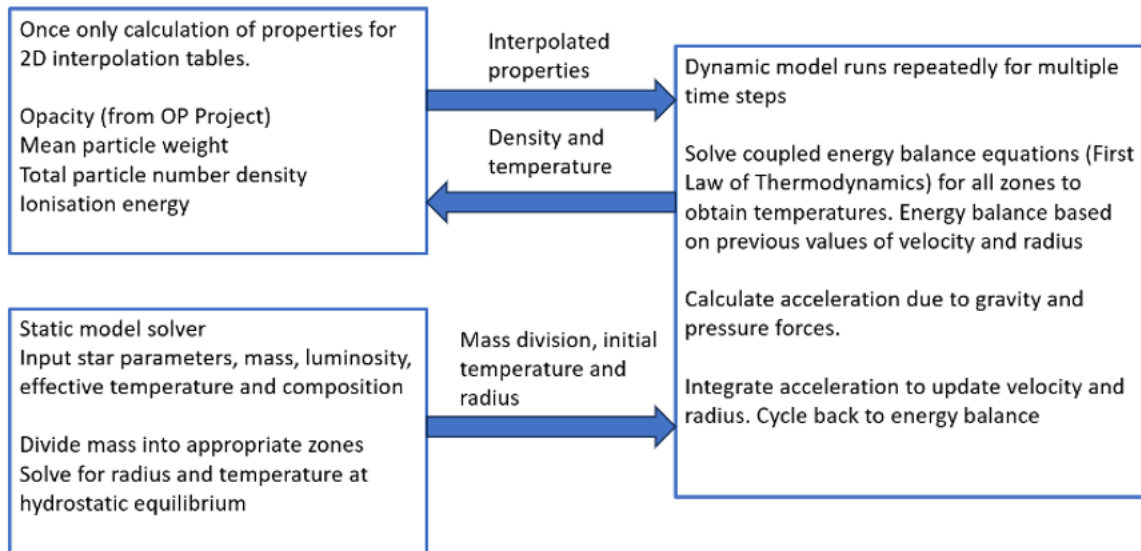 Once only calculation of properties for
2D interpolation tables.
Opacity (from OP Project)
Mean particle weight
Total particle number density
Ionisation energy
Interpolated
properties
Density and
temperature
Dynamic model runs repeatedly for multiple
time steps
Solve coupled energy balance equations (First
Law of Thermodynamics) for all zones to
obtain temperatures. Energy balance based
on previous values of velocity and radius
Calculate acceleration due to gravity and
pressure forces.
Integrate acceleration to update velocity and
radius. Cycle back to energy balance
Static model solver
Input star parameters, mass, luminosity,
effective temperature and composition
Divide mass into appropriate zones
Solve for radius and temperature at
hydrostatic equilibrium
Mass division, initial
temperature and
radius